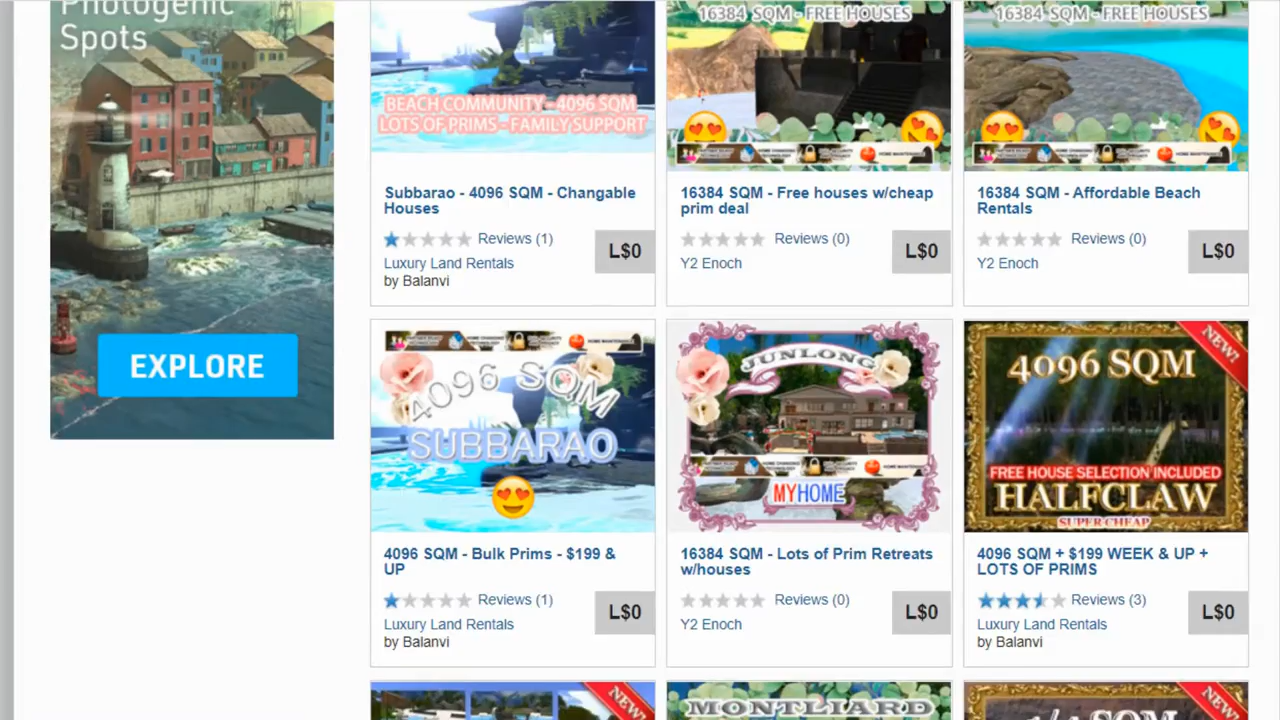 Photogenic
Spots
EXPLORE
BEACH COMMUNITY - 4096 SQM
LOTS OF PRIMS - FAMILY SUPPORT
Subbarao - 4096 SQM - Changable
Houses
Reviews (1)
L$0
Luxury Land Rentals
by Balanvi
16384 SQM - FREE HOUSES
16384 SQM - Free houses w/cheap
prim deal
Reviews (0)
L$0
Y2 Enoch
16384 SQM - FREE HOUSES
16384 SQM - Affordable Beach
Rentals
Reviews (0)
L$0
Y2 Enoch
HOME MAINTENANCE
4096 SQM
SUBBARAO
4096 SQM - Bulk Prims - $199 &
UP
Reviews (1)
L$0
Luxury Land Rentals
by Balanvi
JUNLONG
HOME MAINTENANCE
MYHOME
16384 SQM - Lots of Prim Retreats
w/houses
Reviews (0)
L$0
Y2 Enoch
NEW!
4096 SQM
FREE HOUSE SELECTION INCLUDED
HALFCLAW
SUPER CHEAP
4096 SQM + $199 WEEK & UP +
LOTS OF PRIMS
Reviews (3)
L$0
Luxury Land Rentals
by Balanvi
NEW!
MONTLIARD
NEW!